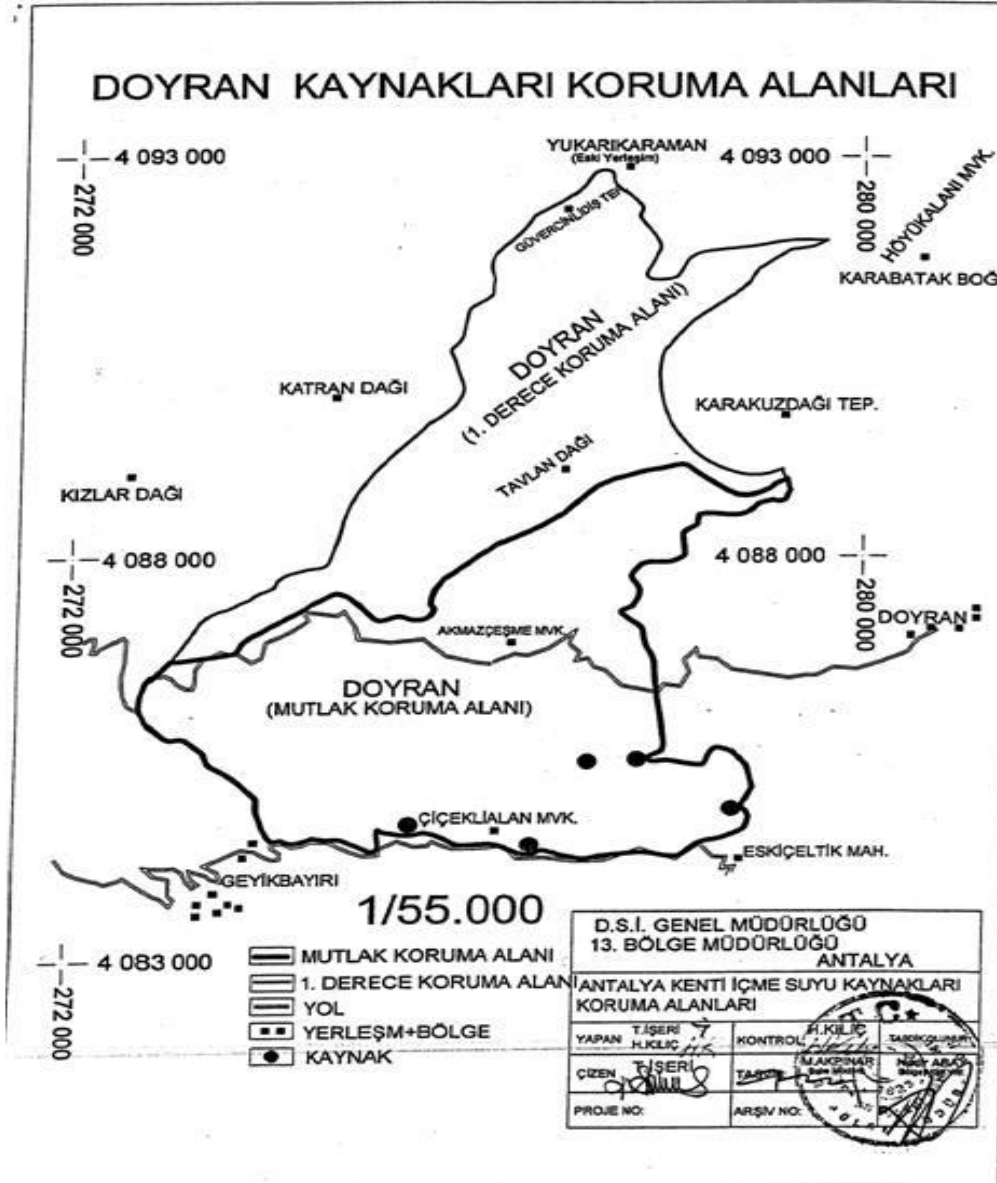 DOYRAN KAYNAKLARI KORUMA ALANLARI
4 093 000
272 000
YUKARIKARAMAN
(Eski Yerleşim)
4 093 000
280 000
HÖYÜKALANI MVK.
KARABATAK BOĞ
GÜVERCİNLİDİŞ TEP.
DOYRAN
(1. DERECE KORUMA ALANI)
KATRAN DAĞI
KARAKUZDAĞI TEP.
TAVLAN DAĞI
KIZLAR DAĞI
4 088 000
272 000
4 088 000
280 000
DOYRAN
AKMAZÇEŞME MVK.
DOYRAN
(MUTLAK KORUMA ALANI)
ÇİÇEKLİALAN MVK.
ESKİÇELTİK MAH.
GEYİKBAYIRI
1/55.000
4 083 000
272 000
MUTLAK KORUMA ALANI
1. DERECE KORUMA ALANI
YOL
YERLEŞM+BÖLGE
KAYNAK
D.S.İ. GENEL MÜDÜRLÜĞÜ
13. BÖLGE MÜDÜRLÜĞÜ
ANTALYA
ANTALYA KENTİ İÇME SUYU KAYNAKLARI
KORUMA ALANLARI
YAPAN
T.İŞERİ
H.KILIÇ
KONTROL
H.KILIÇ
ÇİZEN
T.İŞERİ
M.AKPINAR
PROJE NO:
ARŞİV NO:
T.C.